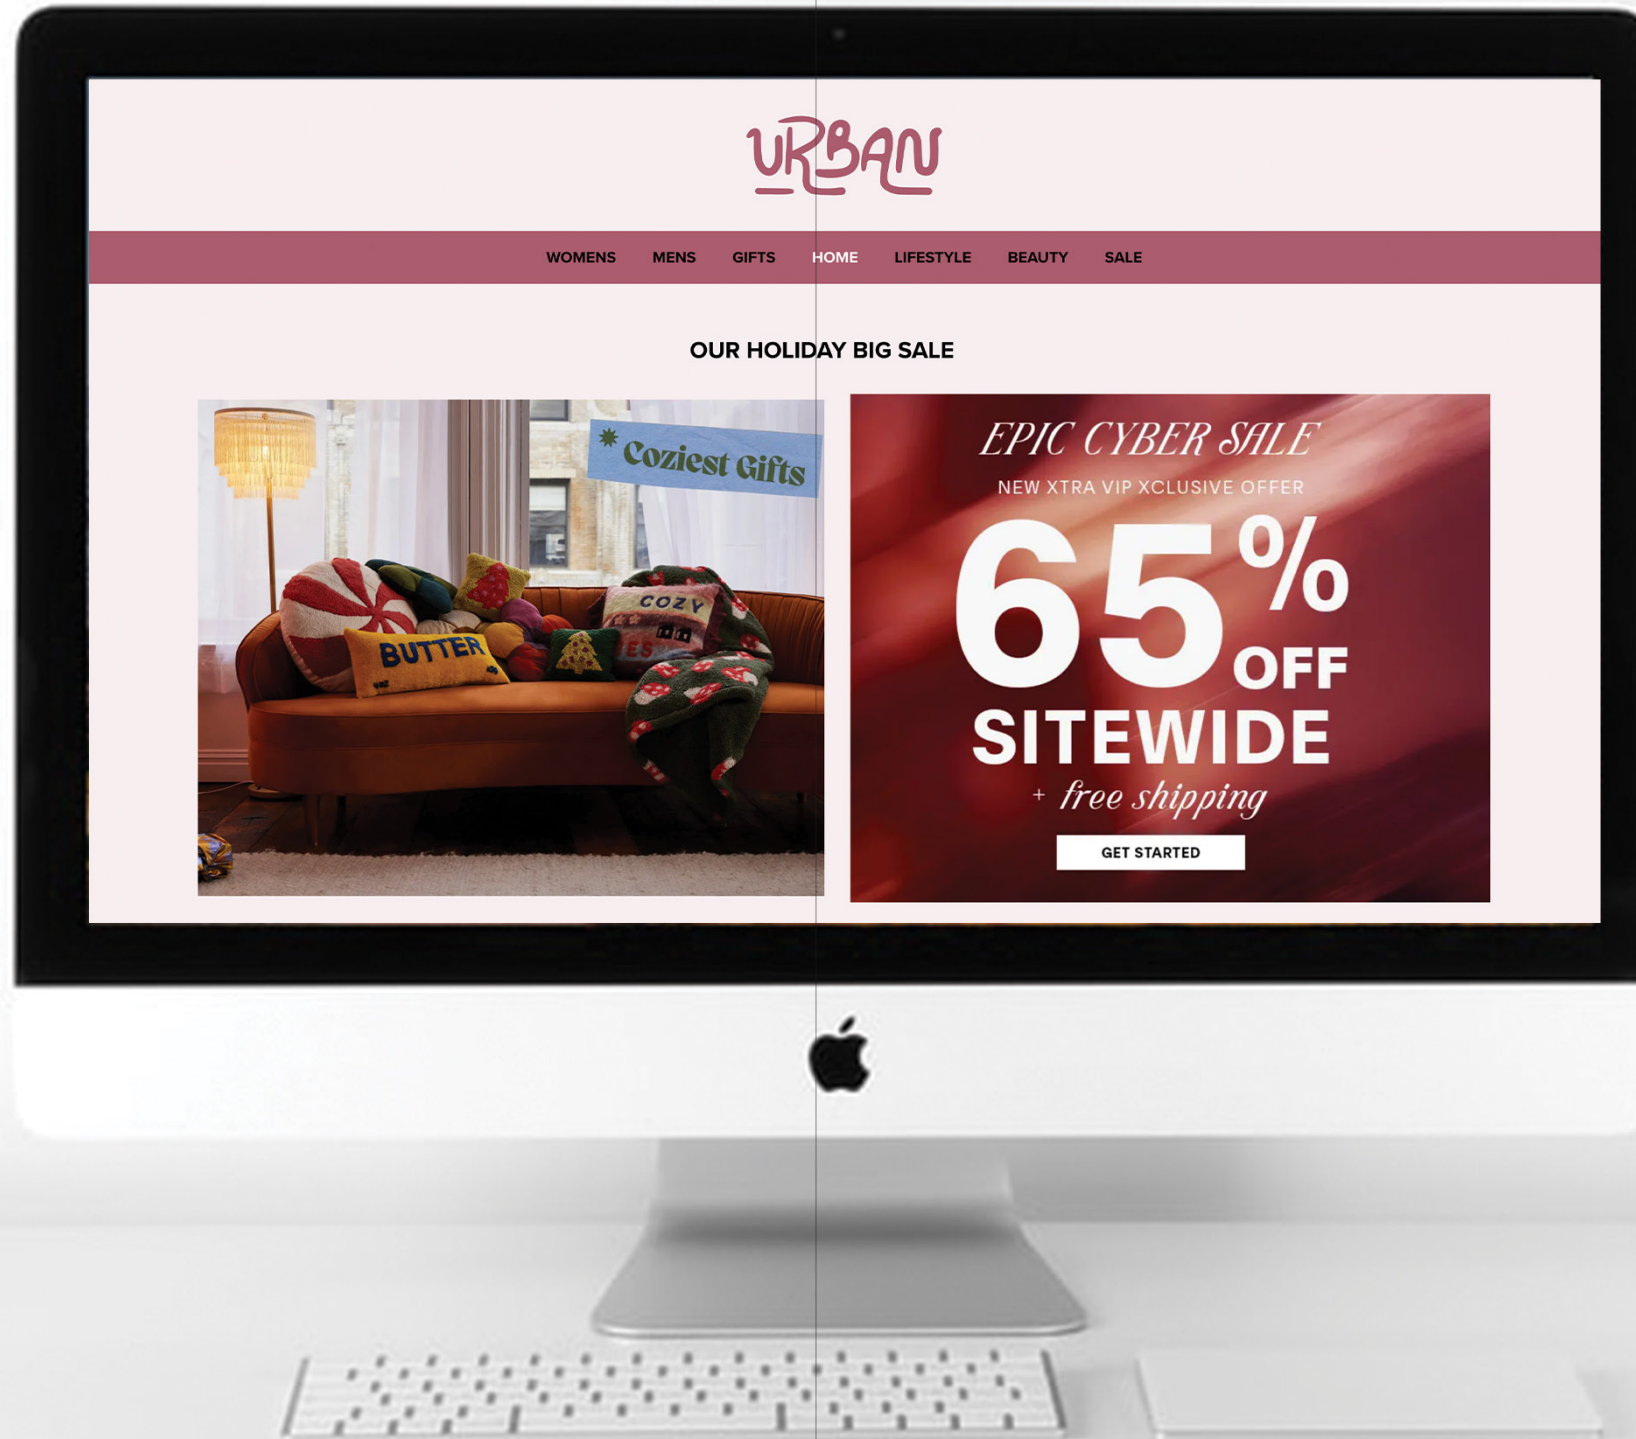 URBAN
WOMENS MENS GIFTS HOME LIFESTYLE BEAUTY SALE
OUR HOLIDAY BIG SALE
* Coziest Gifts
BUTTER
COZY
EPIC CYBER SALE
NEW XTRA VIP XCLUSIVE OFFER
65%
OFF
SITEWIDE
+ free shipping
GET STARTED